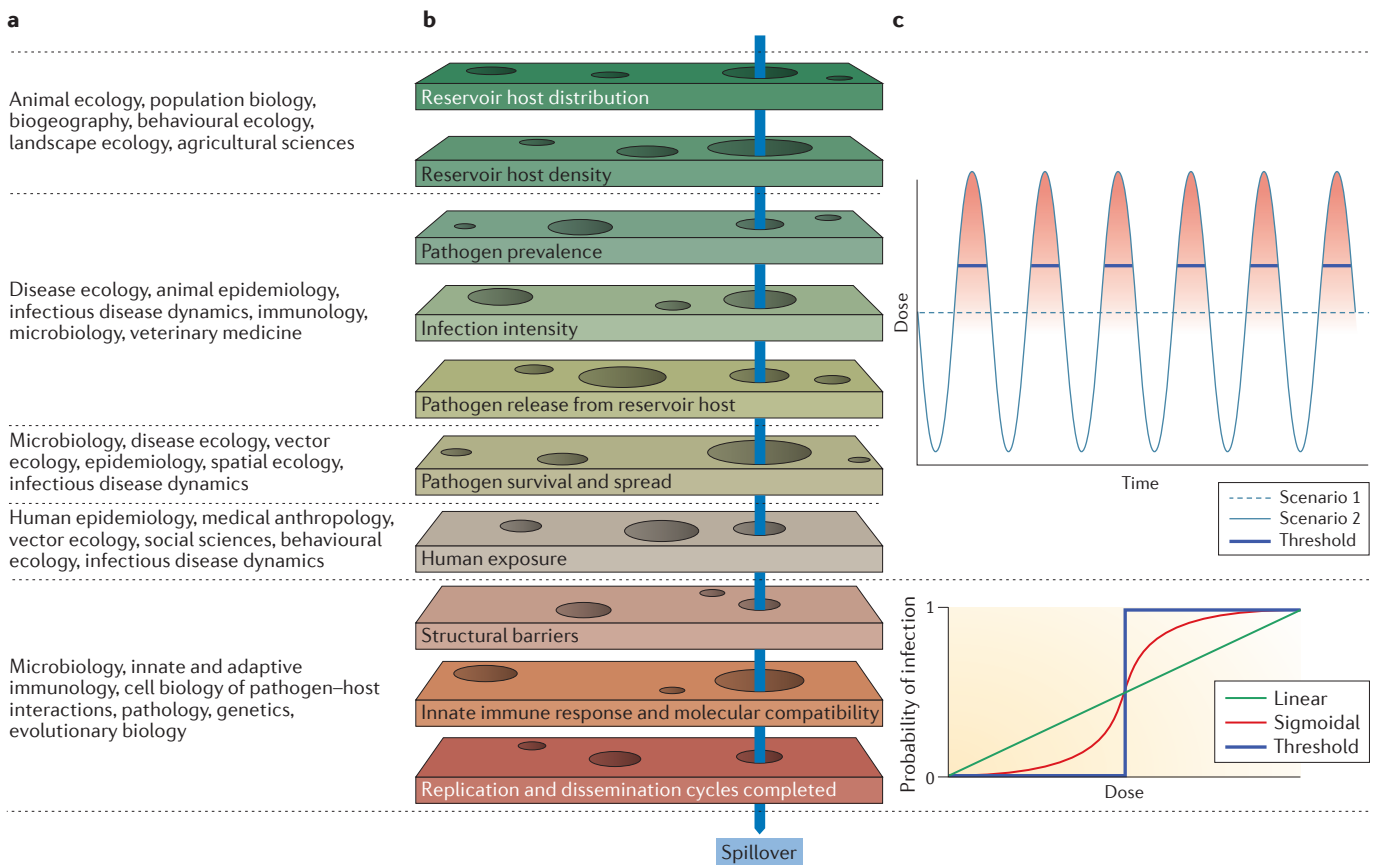 a
b
c
Animal ecology, population biology,
biogeography, behavioural ecology,
landscape ecology, agricultural sciences
Disease ecology, animal epidemiology,
infectious disease dynamics, immunology,
microbiology, veterinary medicine
Microbiology, disease ecology, vector
ecology, epidemiology, spatial ecology,
infectious disease dynamics
Human epidemiology, medical anthropology,
vector ecology, social sciences, behavioural
ecology, infectious disease dynamics
Microbiology, innate and adaptive
immunology, cell biology of pathogen–host
interactions, pathology, genetics,
evolutionary biology
Reservoir host distribution
Reservoir host density
Pathogen prevalence
Infection intensity
Pathogen release from reservoir host
Pathogen survival and spread
Human exposure
Structural barriers
Innate immune response and molecular compatibility
Replication and dissemination cycles completed
Spillover
Dose
Time
Scenario 1
Scenario 2
Threshold
Probability of infection
1
0
Dose
Linear
Sigmoidal
Threshold